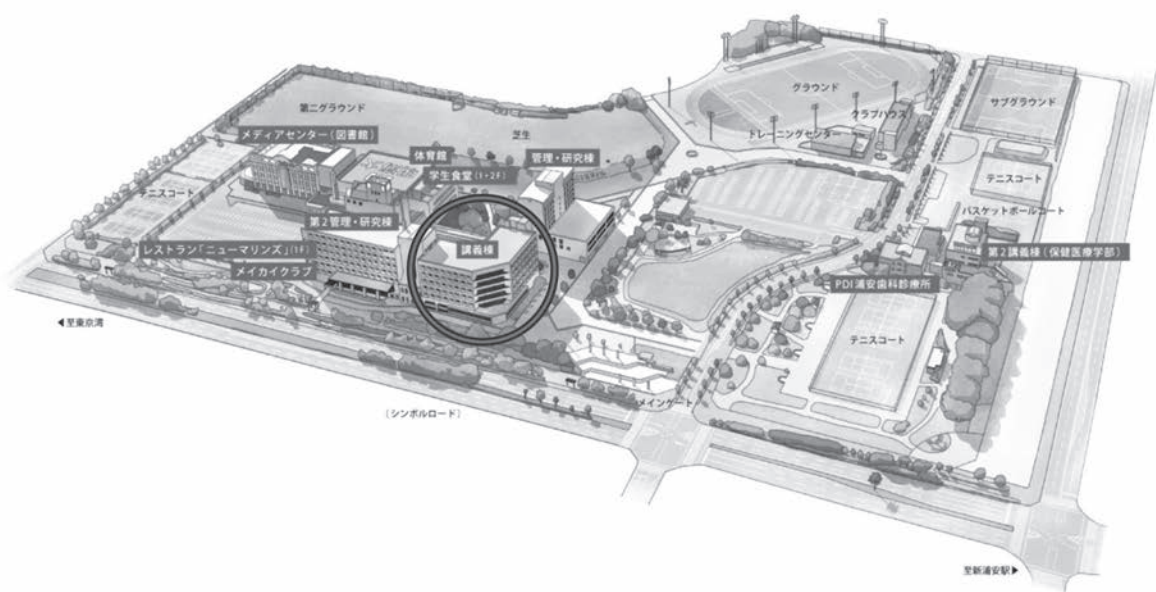 グラウンド
クラブハウス
トレーニングセンター
サブグラウンド
第二グラウンド
芝生
メディアセンター(図書館)
体育館
学生食堂(1・2F)
管理・研究棟
テニスコート
テニスコート
バスケットボールコート
第2管理・研究棟
講義棟
レストラン「ニューマリンズ」(1F)
メイカイクラブ
第2講義棟(保健医療学部)
PDI浦安歯科診療所
テニスコート
◀至東京湾
メインゲート
(シンボルロード)
至新浦安駅▶